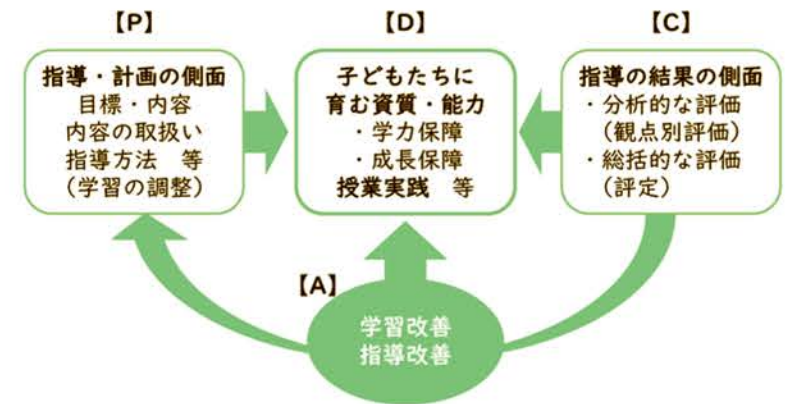 【P】
指導・計画の側面
目標・内容
内容の取扱い
指導方法　等
(学習の調整)
【D】
子どもたちに
育む資質・能力
・学力保障
・成長保障
授業実践　等
【C】
指導の結果の側面
・分析的な評価
(観点別評価)
・総括的な評価
(評定)
【A】
学習改善
指導改善